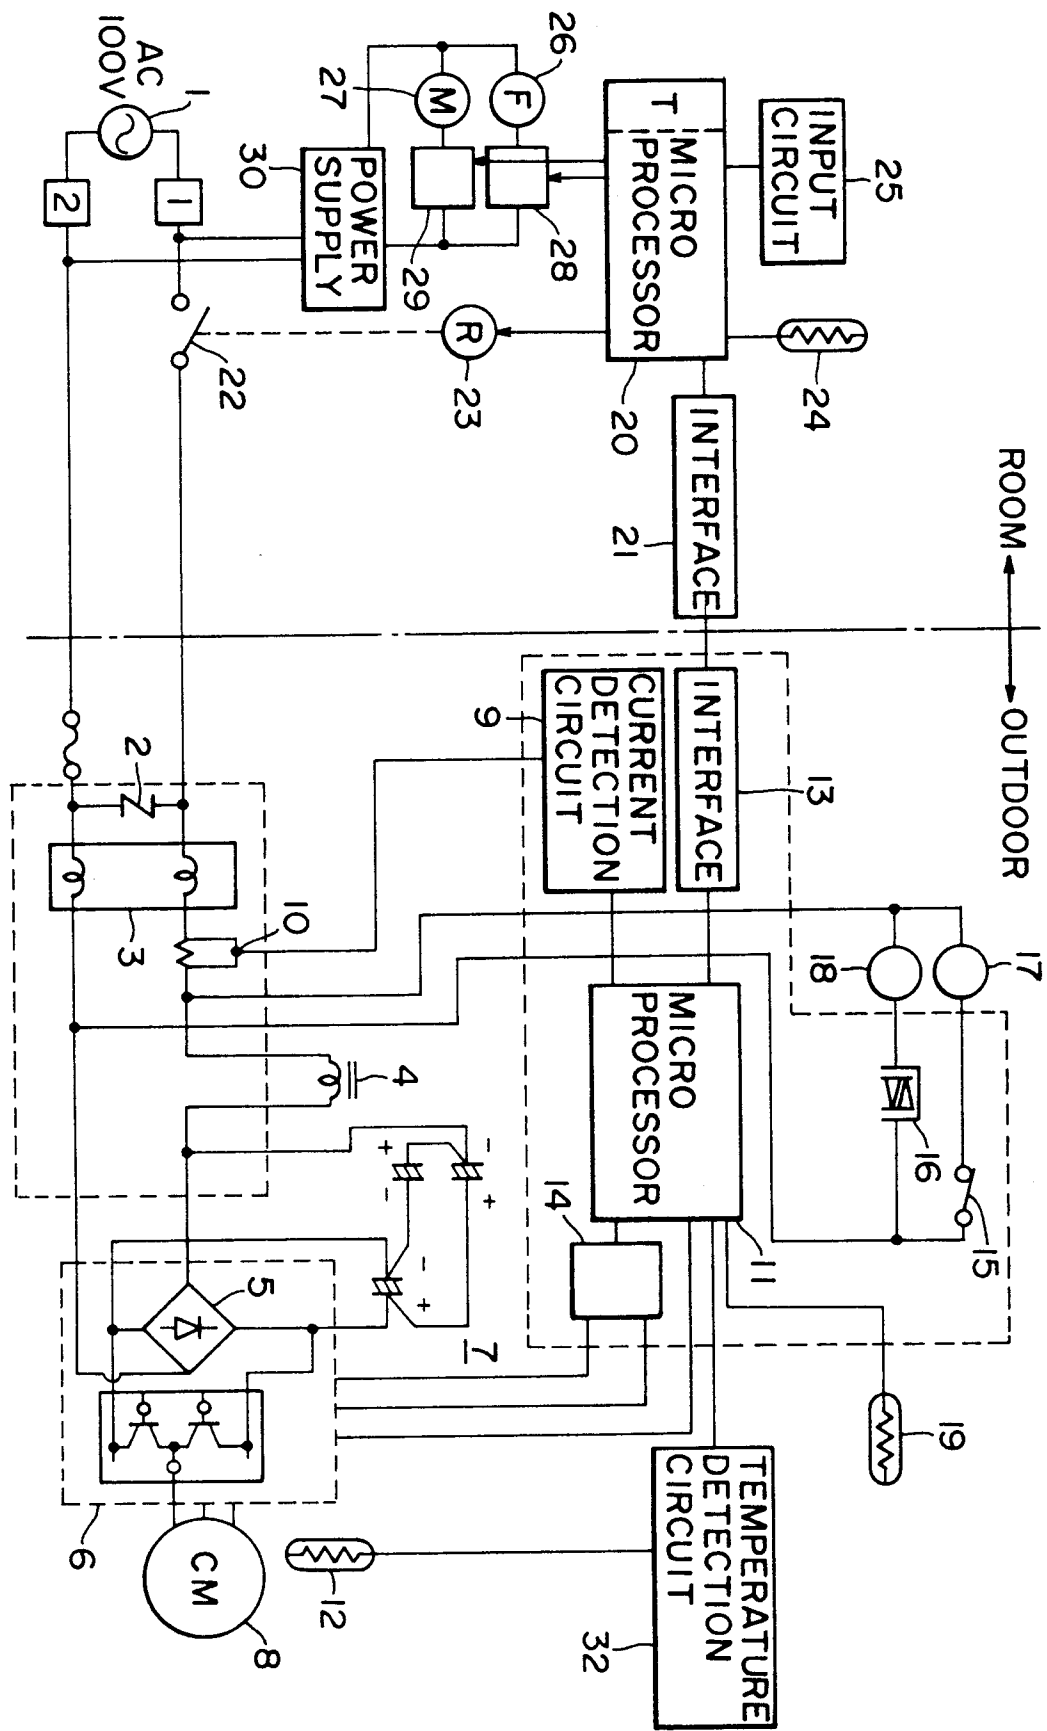 ROOM
OUTDOOR
INPUT
CIRCUIT
25
24
T
MICRO
PROCESSOR
20
INTERFACE
21
26
F
27
M
28
29
R
23
POWER
SUPPLY
30
AC
100V
1
1
2
22
INTERFACE
13
CURRENT
DETECTION
CIRCUIT
9
MICRO
PROCESSOR
11
14
17
18
16
15
19
TEMPERATURE
DETECTION
CIRCUIT
32
12
2
3
10
4
- +
+ -
- +
7
5
6
CM
8